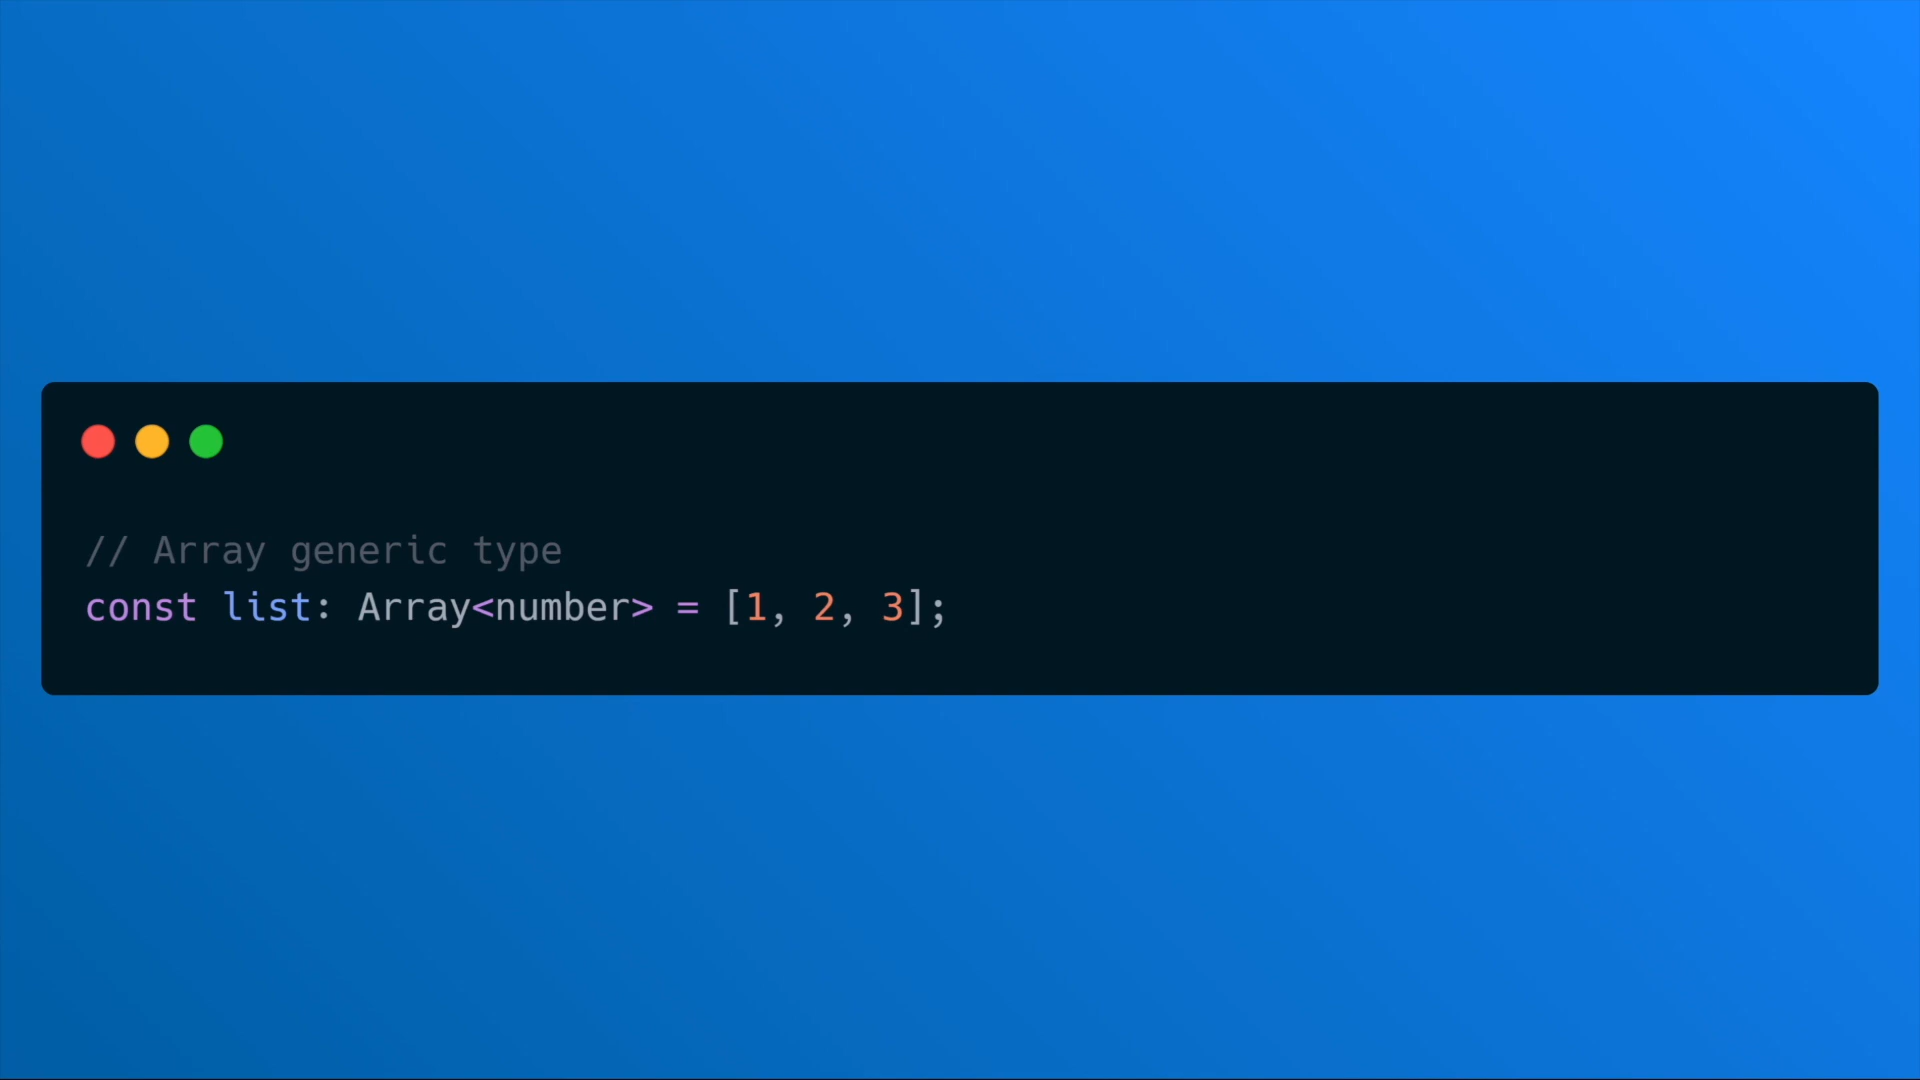 // Array generic type
const list: Array<number> = [1, 2, 3];